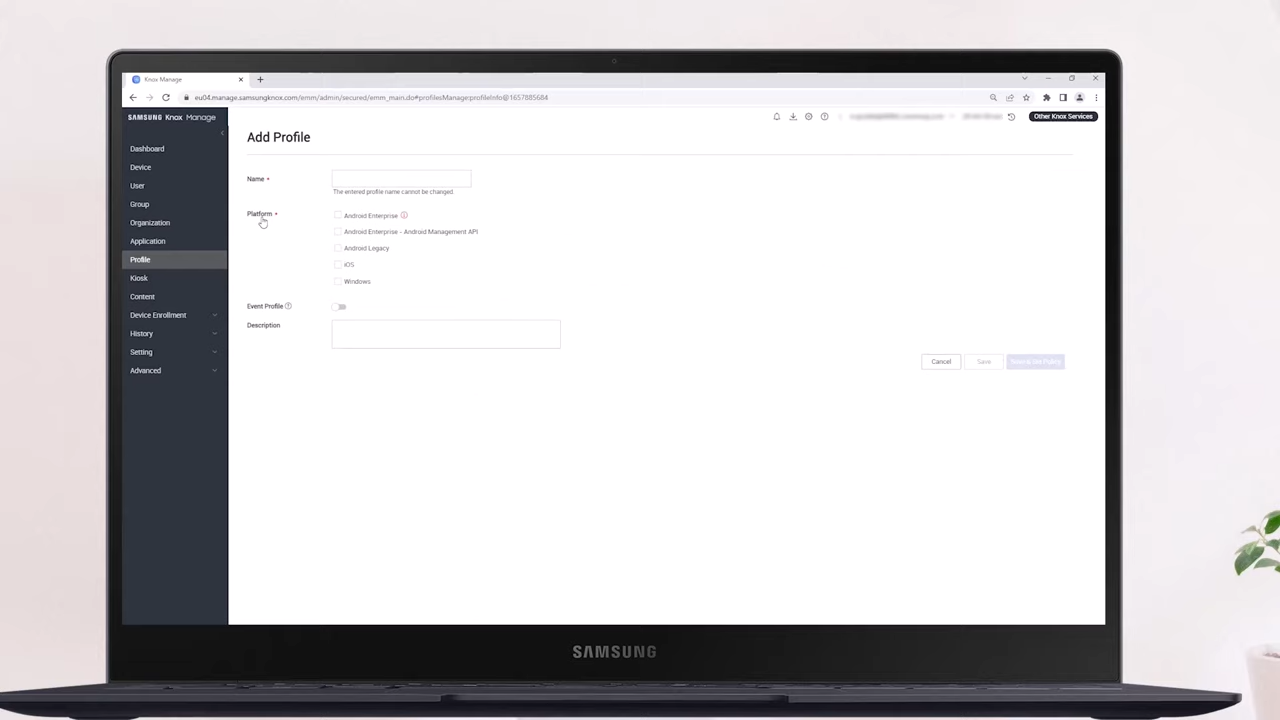 Knox Manage
eu04.manage.samsungknox.com/emm/admin/secured/emm_main.do#profilesManage:profileInfo@1657885684
SAMSUNG Knox Manage
Other Knox Services
Dashboard
Device
User
Group
Organization
Application
Profile
Kiosk
Content
Device Enrollment
History
Setting
Advanced
Add Profile
Name *
The entered profile name cannot be changed.
Platform *
Android Enterprise
Android Enterprise - Android Management API
Android Legacy
iOS
Windows
Event Profile
Description
Cancel
Save
SAMSUNG